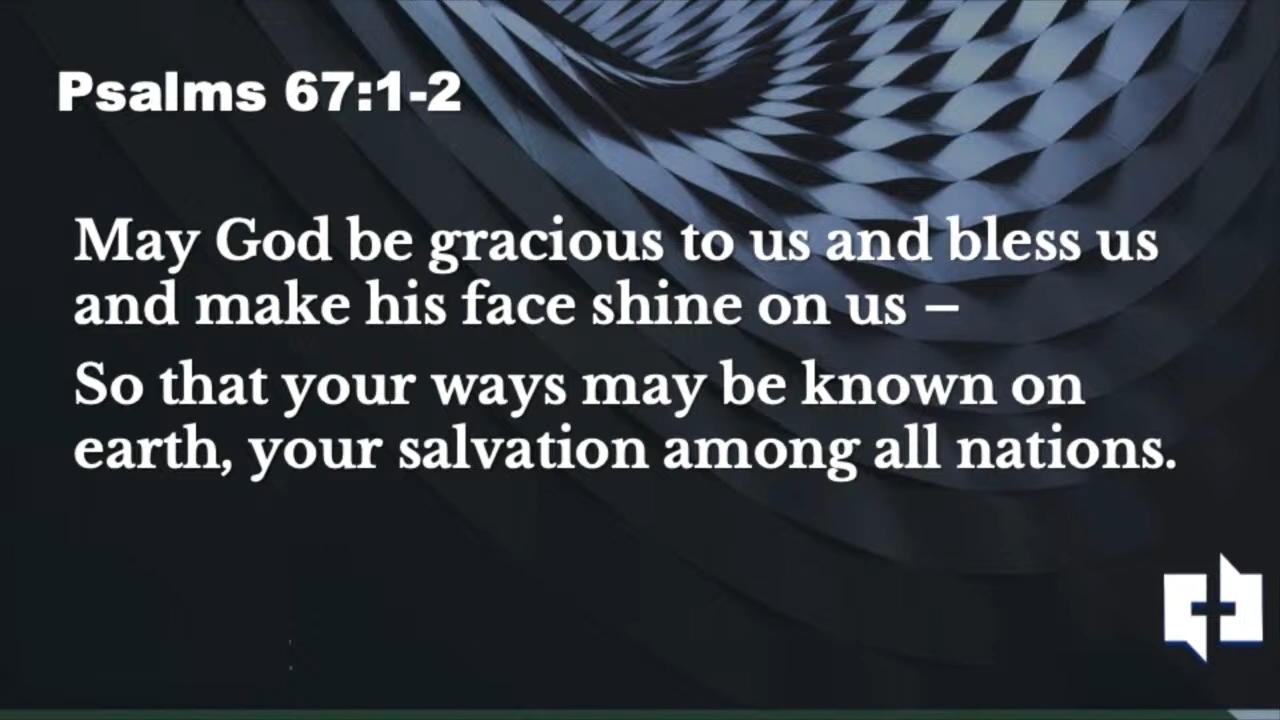 Psalms 67:1-2
May God be gracious to us and bless us
and make his face shine on us –
So that your ways may be known on
earth, your salvation among all nations.